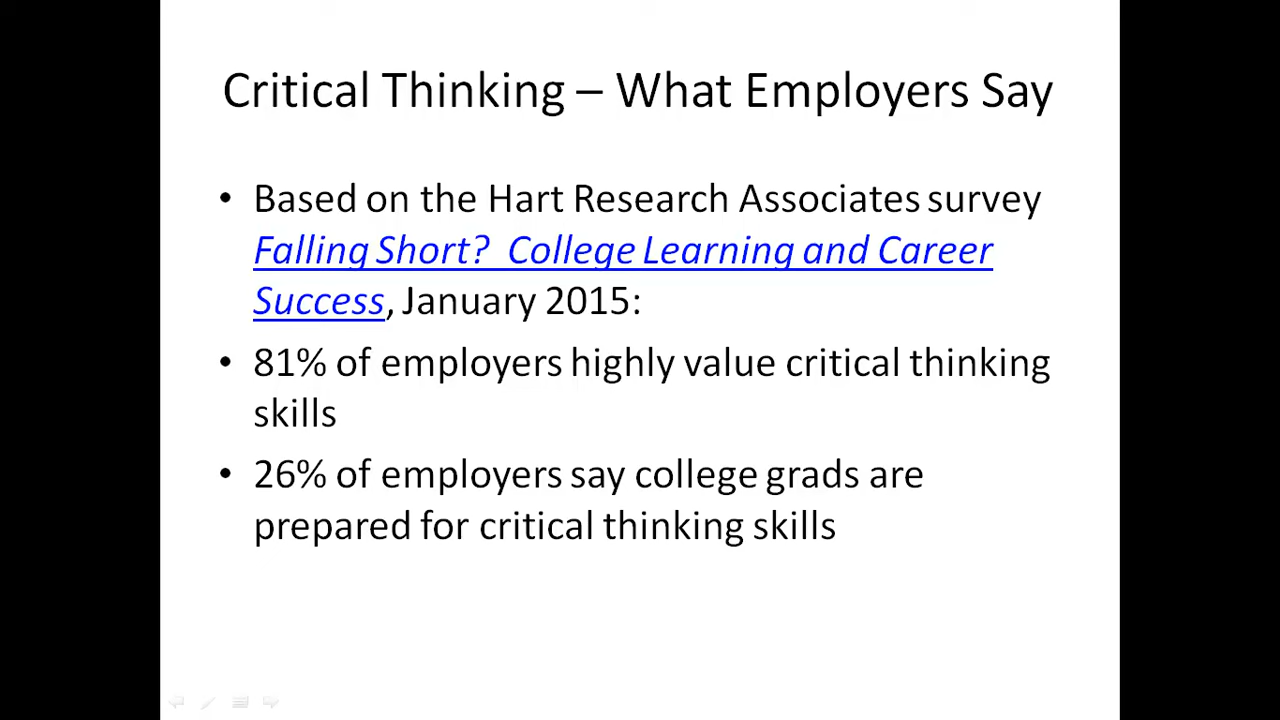 Critical Thinking – What Employers Say
• Based on the Hart Research Associates survey
Falling Short?  College Learning and Career
Success, January 2015:
• 81% of employers highly value critical thinking
skills
• 26% of employers say college grads are
prepared for critical thinking skills